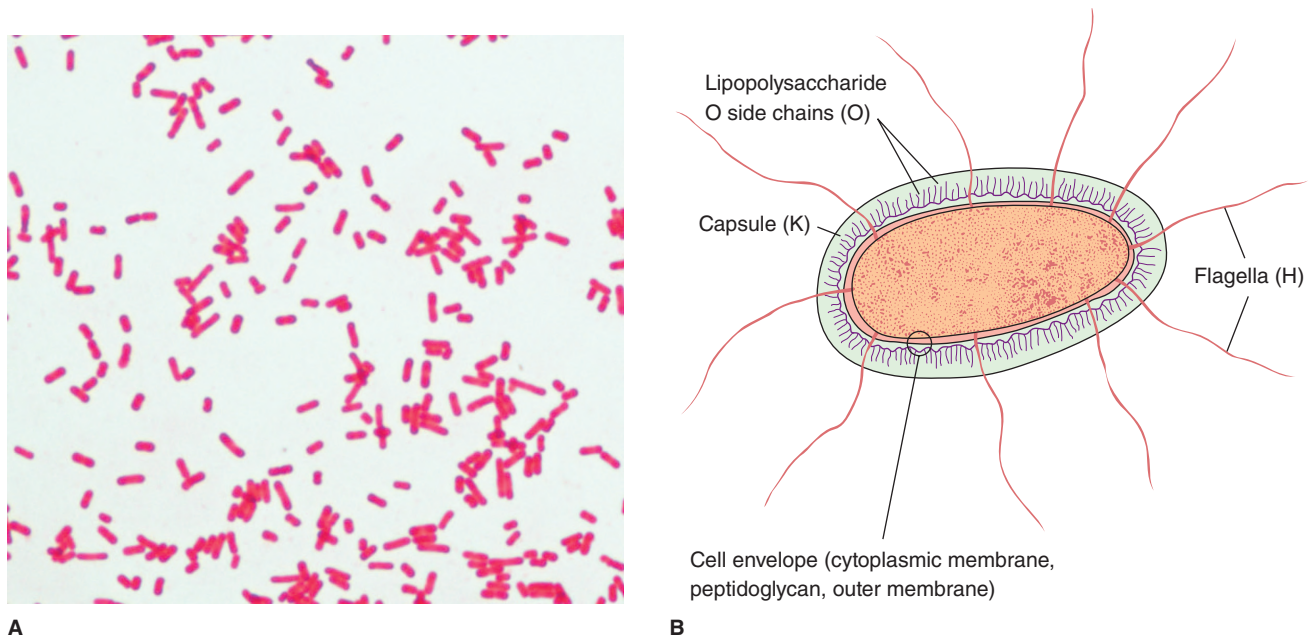 Lipopolysaccharide
O side chains (O)
Capsule (K)
Flagella (H)
Cell envelope (cytoplasmic membrane,
peptidoglycan, outer membrane)
A
B